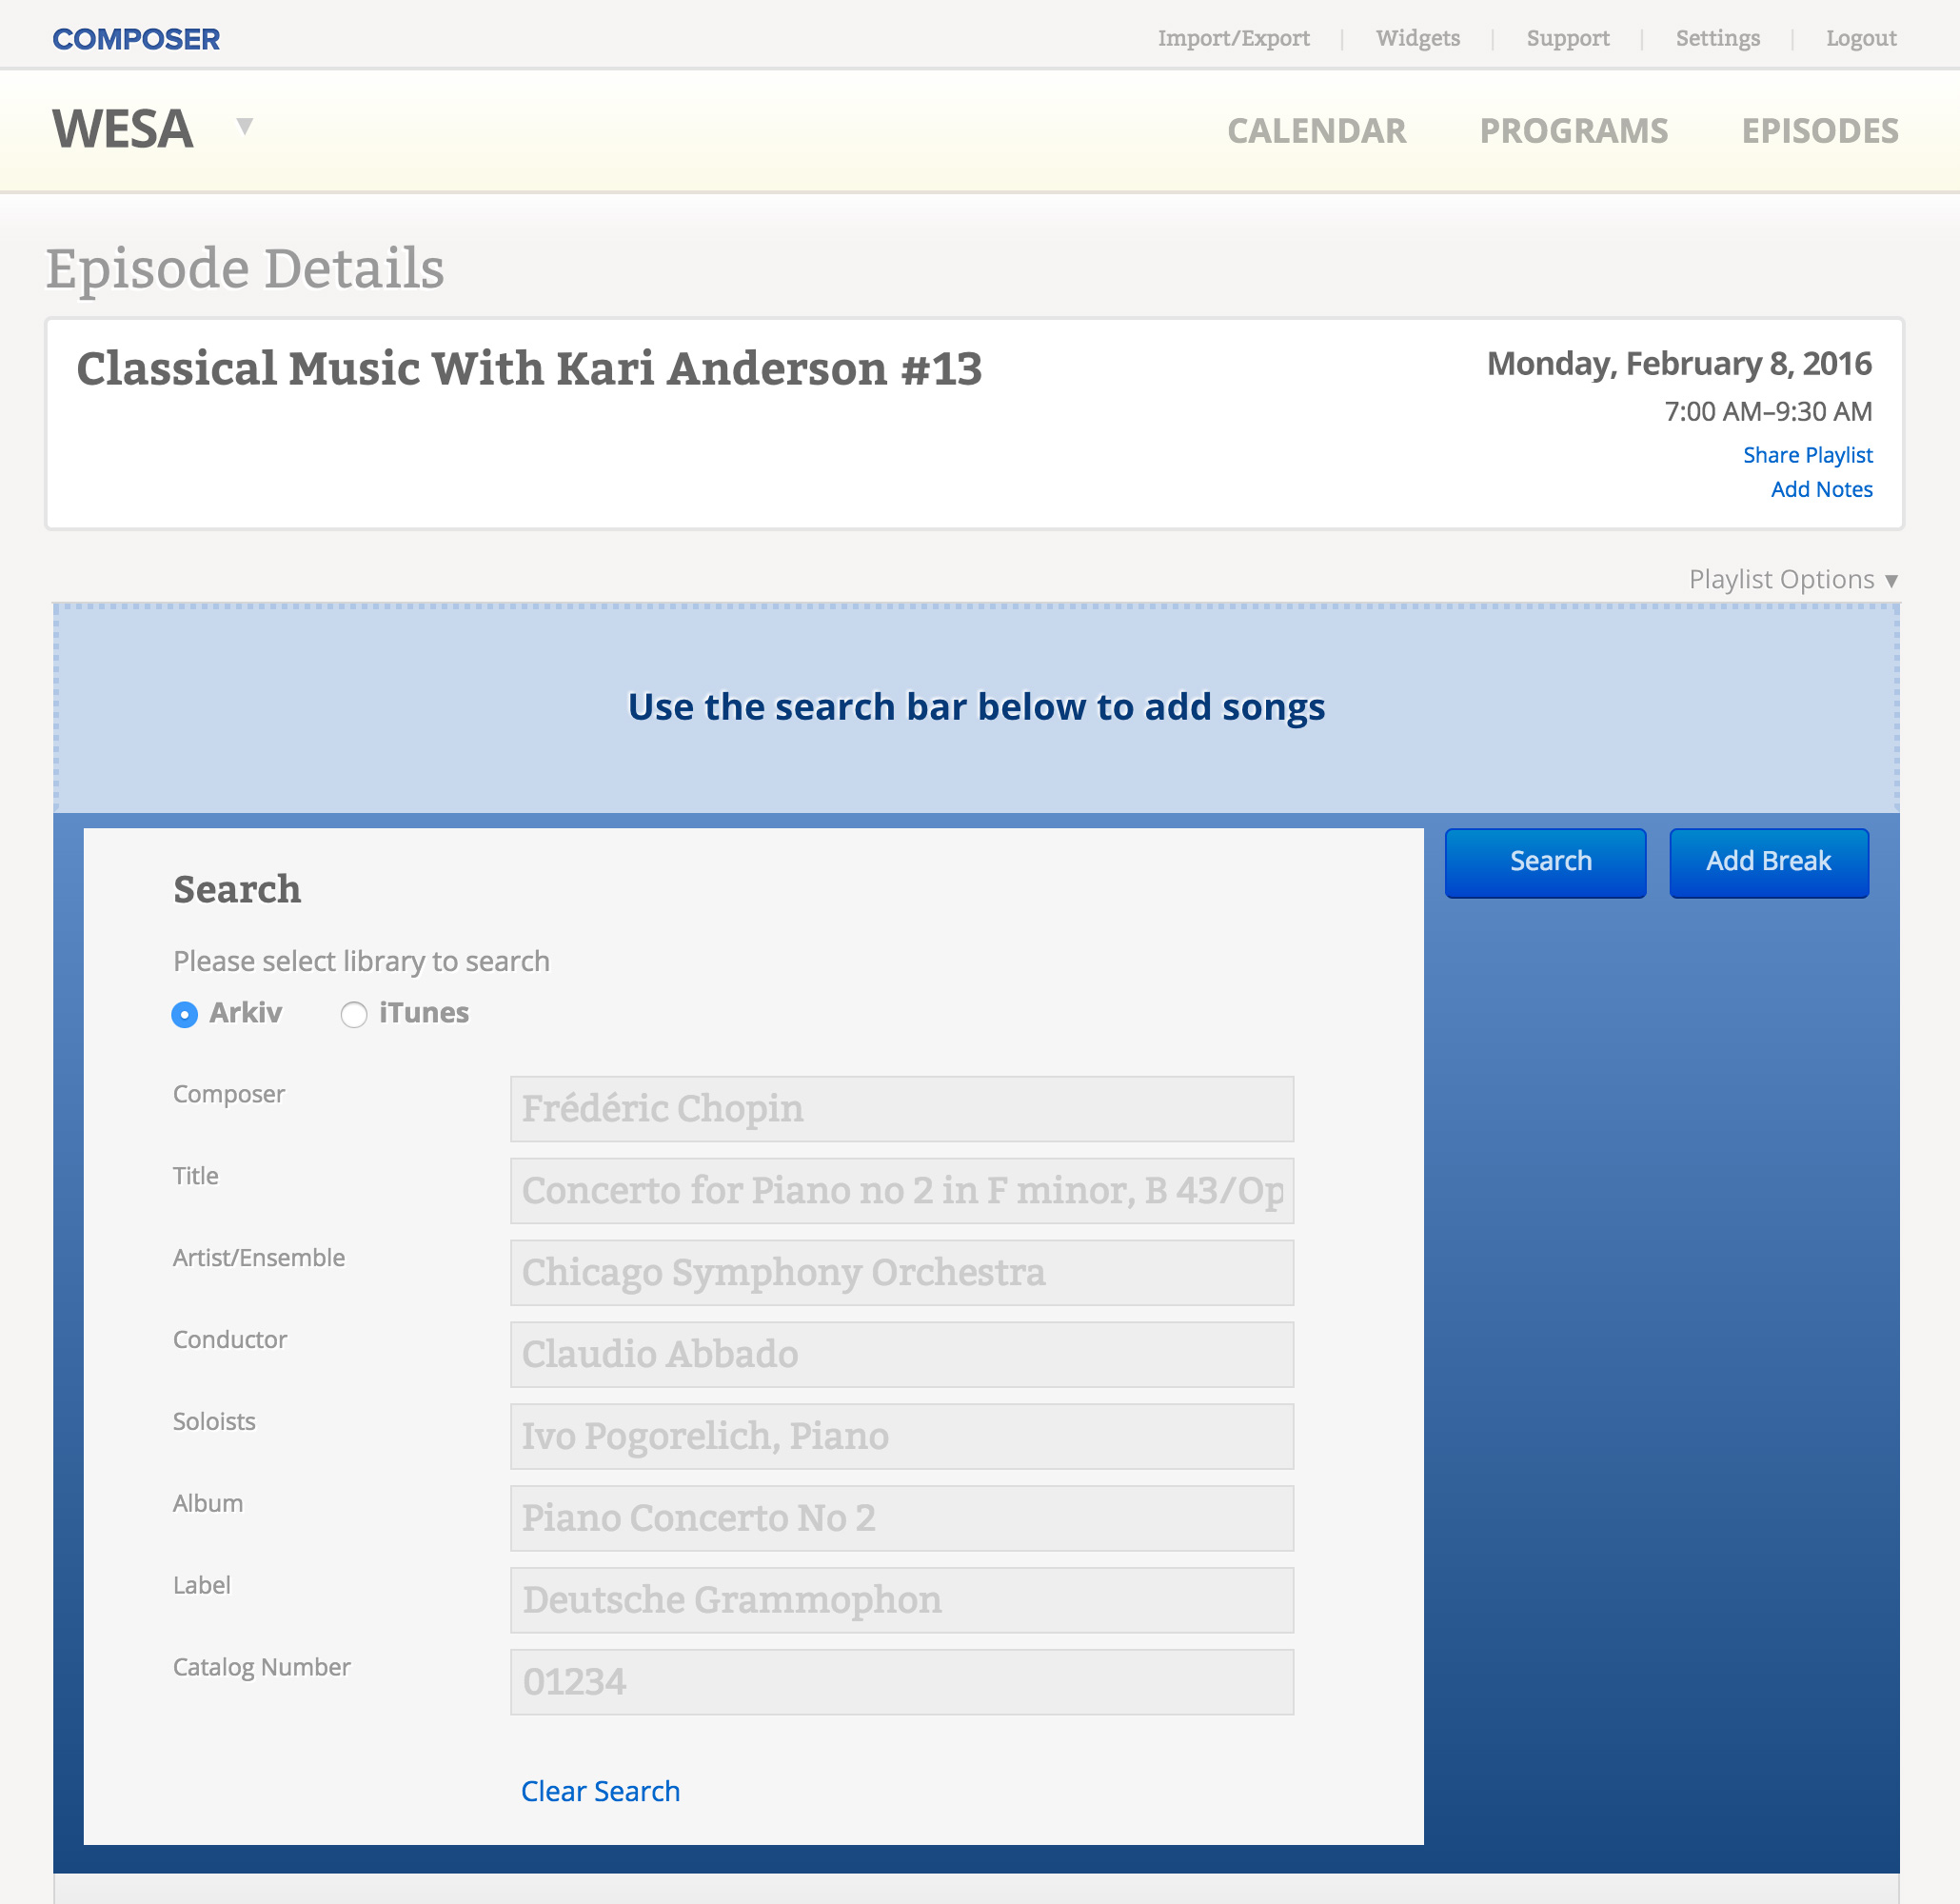 COMPOSER
Import/Export | Widgets | Support | Settings | Logout
WESA ▼
CALENDAR PROGRAMS EPISODES
Episode Details
Classical Music With Kari Anderson #13
Monday, February 8, 2016
7:00 AM–9:30 AM
Share Playlist
Add Notes
Playlist Options ▼
Use the search bar below to add songs
Search
Add Break
Search
Please select library to search
Arkiv iTunes
Composer Frédéric Chopin
Title Concerto for Piano no 2 in F minor, B 43/Op
Artist/Ensemble Chicago Symphony Orchestra
Conductor Claudio Abbado
Soloists Ivo Pogorelich, Piano
Album Piano Concerto No 2
Label Deutsche Grammophon
Catalog Number 01234
Clear Search